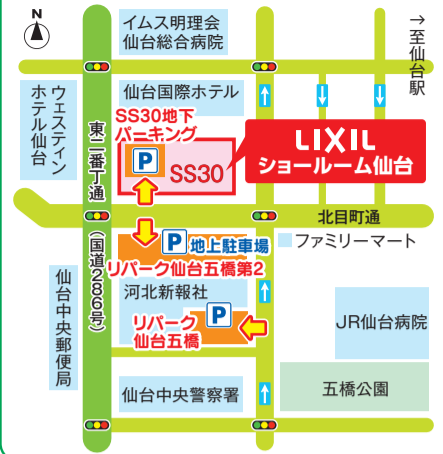 N
イムス明理会
仙台総合病院
→至仙台駅
ウェスティン
ホテル仙台
仙台国際ホテル
SS30地下
パーキング
P
SS30
LIXIL
ショールーム仙台
東二番丁通
(国道286号)
北目町通
P 地上駐車場
リパーク仙台五橋第2
ファミリーマート
仙台中央郵便局
河北新報社
リパーク
仙台五橋
P
JR仙台病院
仙台中央警察署
五橋公園